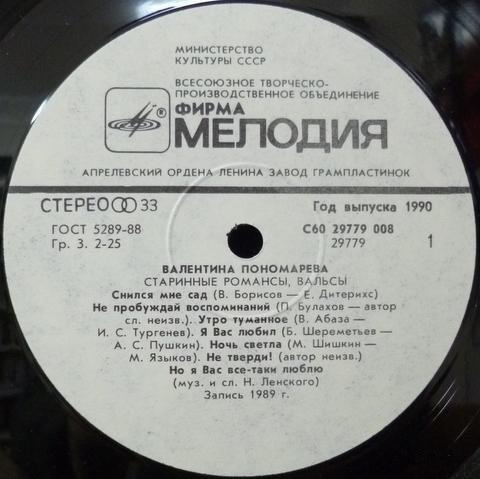 МИНИСТЕРСТВО
КУЛЬТУРЫ СССР
ВСЕСОЮЗНОЕ ТВОРЧЕСКО-
ПРОИЗВОДСТВЕННОЕ ОБЪЕДИНЕНИЕ
ФИРМА
МЕЛОДИЯ
®
АПРЕЛЕВСКИЙ ОРДЕНА ЛЕНИНА ЗАВОД ГРАМПЛАСТИНОК
СТЕРЕО 33
Год выпуска 1990
ГОСТ 5289-88
С60 29779 008
Гр. 3. 2-25
29779
1
ВАЛЕНТИНА ПОНОМАРЕВА
СТАРИННЫЕ РОМАНСЫ, ВАЛЬСЫ
Снился мне сад (В. Борисов — Е. Дитерихс)
Не пробуждай воспоминаний (П. Булахов — автор
сл. неизв.). Утро туманное (В. Абаза —
И. С. Тургенев). Я Вас любил (Б. Шереметьев —
А. С. Пушкин). Ночь светла (М. Шишкин —
М. Языков). Не тверди! (автор неизв.)
Но я Вас все-таки люблю
(муз. и сл. Н. Ленского)
Запись 1989 г.